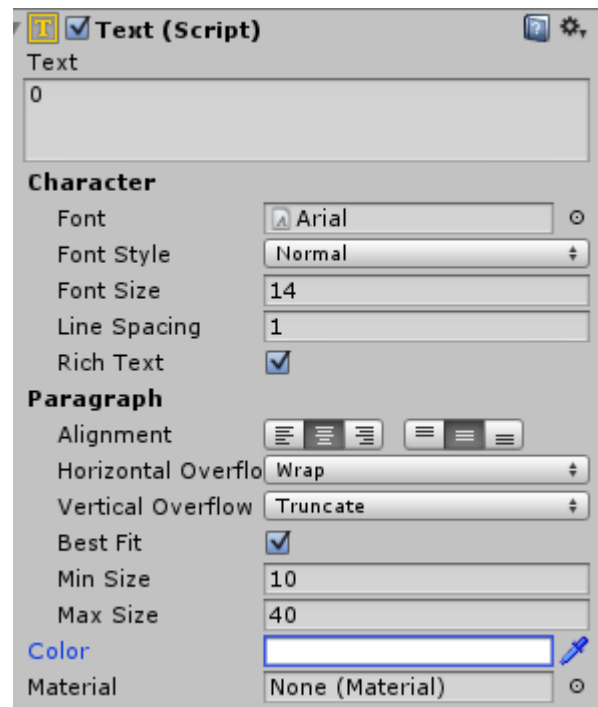 Text (Script)
Text
0
Character
Font Arial
Font Style Normal
Font Size 14
Line Spacing 1
Rich Text
Paragraph
Alignment
Horizontal Overflo Wrap
Vertical Overflow Truncate
Best Fit
Min Size 10
Max Size 40
Color
Material None (Material)